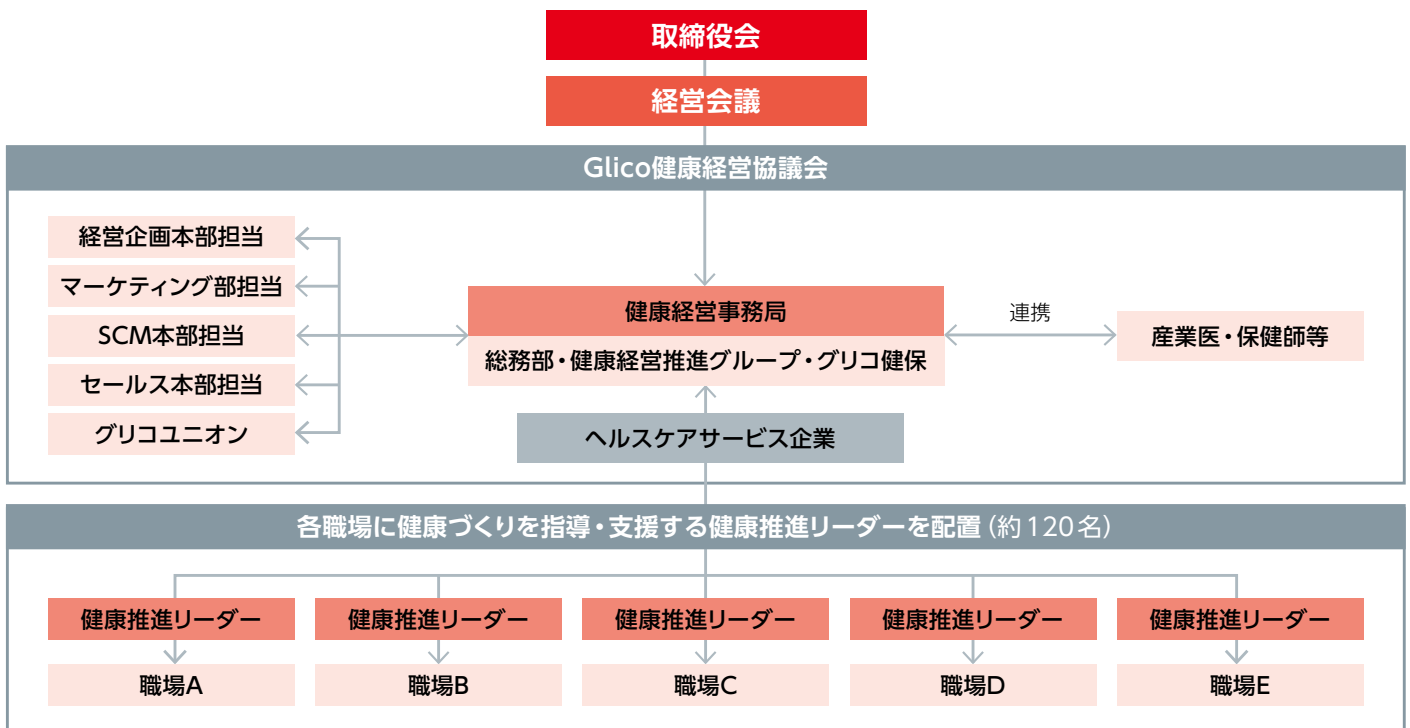 取締役会
経営会議
Glico健康経営協議会
経営企画本部担当
マーケティング部担当
SCM本部担当
セールス本部担当
グリコユニオン
健康経営事務局
総務部・健康経営推進グループ・グリコ健保
連携
産業医・保健師等
ヘルスケアサービス企業
各職場に健康づくりを指導・支援する健康推進リーダーを配置(約120名)
健康推進リーダー
健康推進リーダー
健康推進リーダー
健康推進リーダー
健康推進リーダー
職場A
職場B
職場C
職場D
職場E